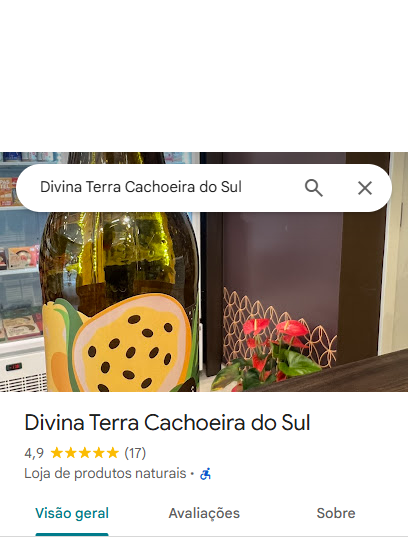 Divina Terra Cachoeira do Sul
Divina Terra Cachoeira do Sul
4,9 (17)
Loja de produtos naturais ·
Visão geral Avaliações Sobre